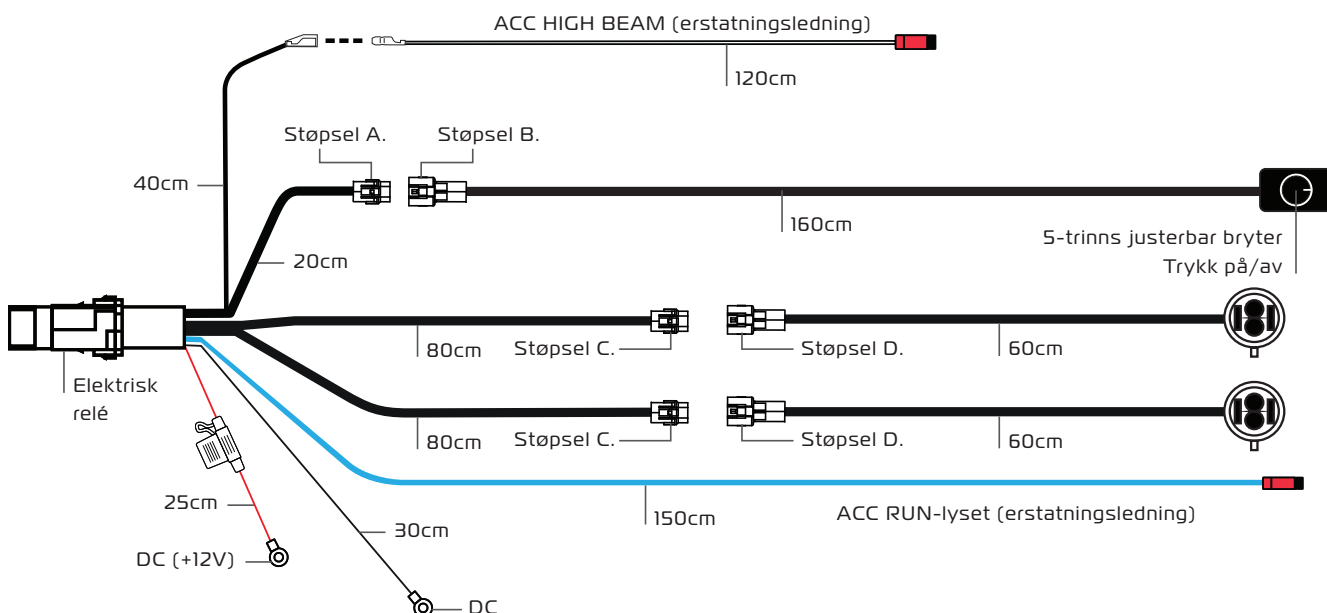 ACC HIGH BEAM (erstatningsledning)
120cm
Støpsel A.
Støpsel B.
40cm
160cm
5-trinns justerbar bryter
Trykk på/av
20cm
80cm
Støpsel C.
Støpsel D.
60cm
Elektrisk
relé
80cm
Støpsel C.
Støpsel D.
60cm
25cm
150cm
ACC RUN-lyset (erstatningsledning)
30cm
DC (+12V)
DC